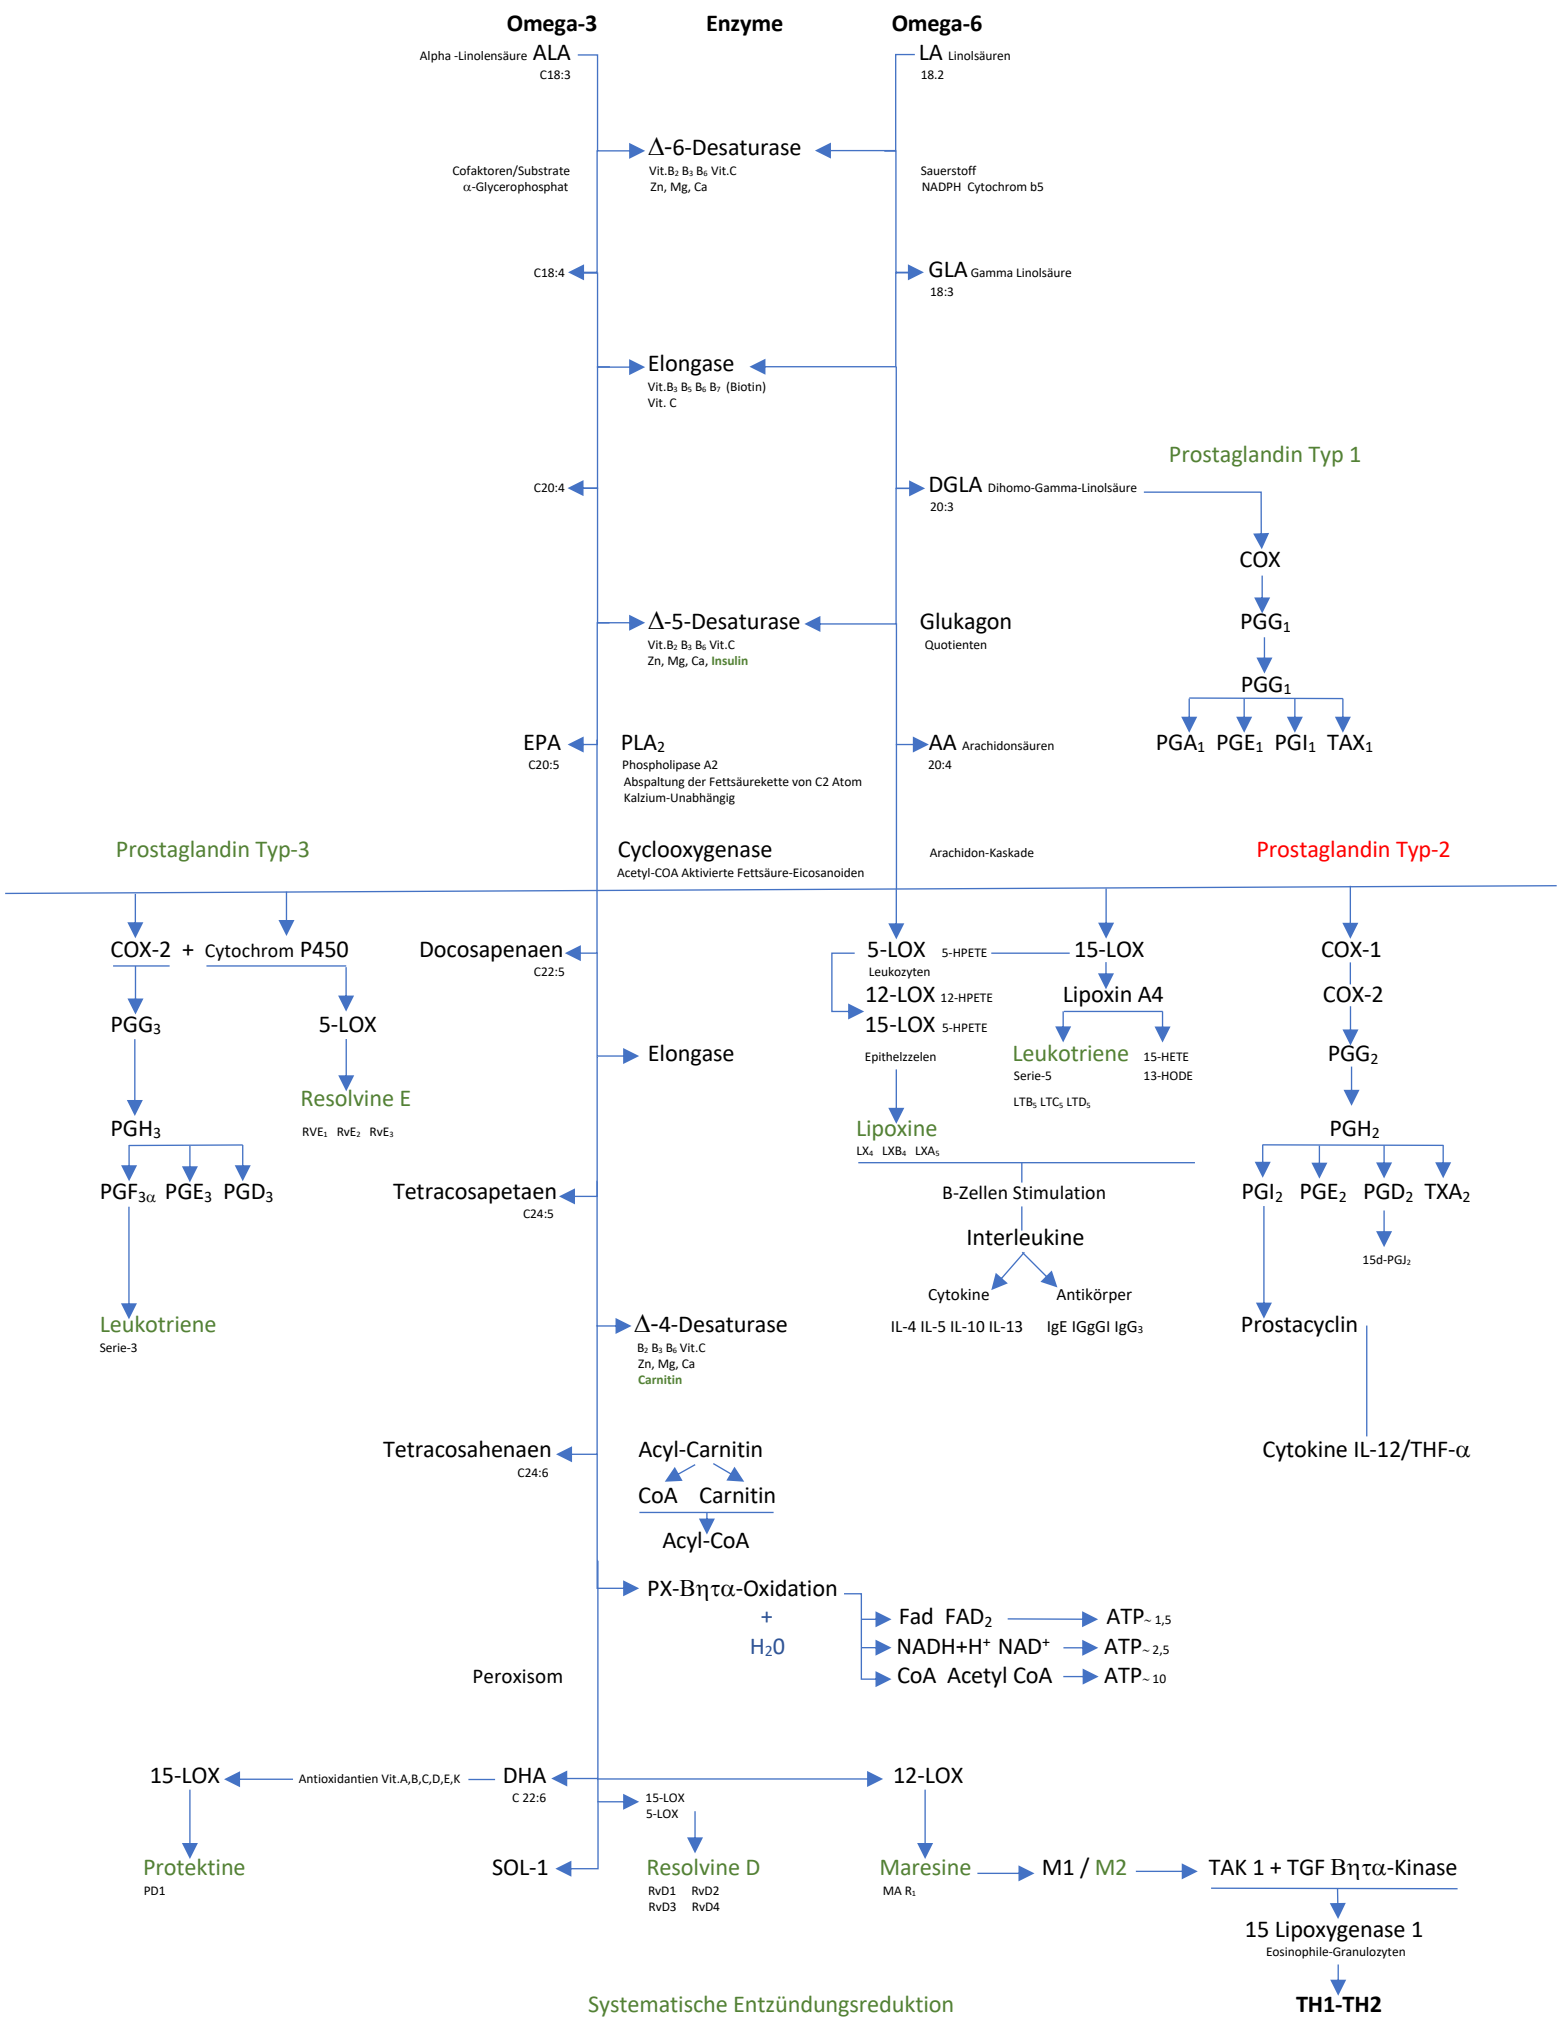 Omega-3 Enzyme Omega-6
Alpha -Linolensäure ALA LA Linolsäuren
C18:3 18.2
Δ-6-Desaturase
Cofaktoren/Substrate Vit.B₂ B₃ B₆ Vit.C Sauerstoff
α-Glycerophosphat Zn, Mg, Ca NADPH Cytochrom b5
C18:4 GLA Gamma Linolsäure
18:3
Elongase
Vit.B₃ B₅ B₆ B₇ (Biotin)
Vit. C
Prostaglandin Typ 1
C20:4 DGLA Dihomo-Gamma-Linolsäure
20:3
COX
Δ-5-Desaturase Glukagon PGG₁
Vit.B₂ B₃ B₆ Vit.C Quotienten
Zn, Mg, Ca, Insulin
PGG₁
EPA PLA₂ AA Arachidonsäuren PGA₁ PGE₁ PGI₁ TAX₁
C20:5 Phospholipase A2 20:4
Abspaltung der Fettsäurekette von C2 Atom
Kalzium-Unabhängig
Prostaglandin Typ-3 Cyclooxygenase Arachidon-Kaskade Prostaglandin Typ-2
Acetyl-COA Aktivierte Fettsäure-Eicosanoiden
COX-2 + Cytochrom P450 Docosapenaen 5-LOX 5-HPETE 15-LOX COX-1
C22:5 Leukozyten
12-LOX 12-HPETE Lipoxin A4 COX-2
PGG₃ 5-LOX 15-LOX 5-HPETE
Elongase Epithelzzelen Leukotriene 15-HETE PGG₂
Serie-5 13-HODE
Resolvine E LTB₅ LTC₅ LTD₅
PGH₃ RVE₁ RvE₂ RvE₃ Lipoxine PGH₂
LX₄ LXB₄ LXA₅
PGF₃α PGE₃ PGD₃ Tetracosapetaen B-Zellen Stimulation PGI₂ PGE₂ PGD₂ TXA₂
C24:5
Interleukine
15d-PGJ₂
Cytokine Antikörper
Leukotriene Δ-4-Desaturase IL-4 IL-5 IL-10 IL-13 IgE IGgGI IgG₃ Prostacyclin
Serie-3 B₂ B₃ B₆ Vit.C
Zn, Mg, Ca
Carnitin
Tetracosahenaen Acyl-Carnitin Cytokine IL-12/THF-α
C24:6
CoA Carnitin
Acyl-CoA
PX-Βητα-Oxidation
+ Fad FAD₂ ATP~ 1,5
H₂0 NADH+H⁺ NAD⁺ ATP~ 2,5
Peroxisom CoA Acetyl CoA ATP~ 10
15-LOX Antioxidantien Vit.A,B,C,D,E,K DHA 12-LOX
C 22:6 15-LOX
5-LOX
Protektine SOL-1 Resolvine D Maresine M1 / M2 TAK 1 + TGF Βητα-Kinase
PD1 RvD1 RvD2 MA R₁
RvD3 RvD4
15 Lipoxygenase 1
Eosinophile-Granulozyten
Systematische Entzündungsreduktion TH1-TH2